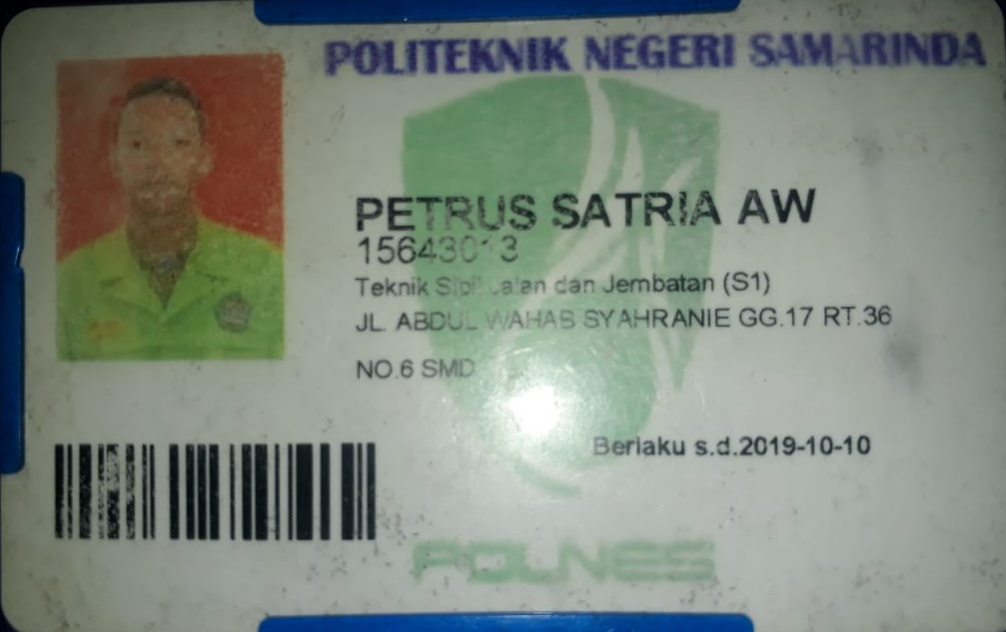 POLITEKNIK NEGERI SAMARINDA
PETRUS SATRIA AW
Teknik Sipil Jalan dan Jembatan (S1)
JL. ABDUL WAHAB SYAHRANIE GG.17 RT.36
NO.6 SMD
Berlaku s.d.2019-10-10
POLNES